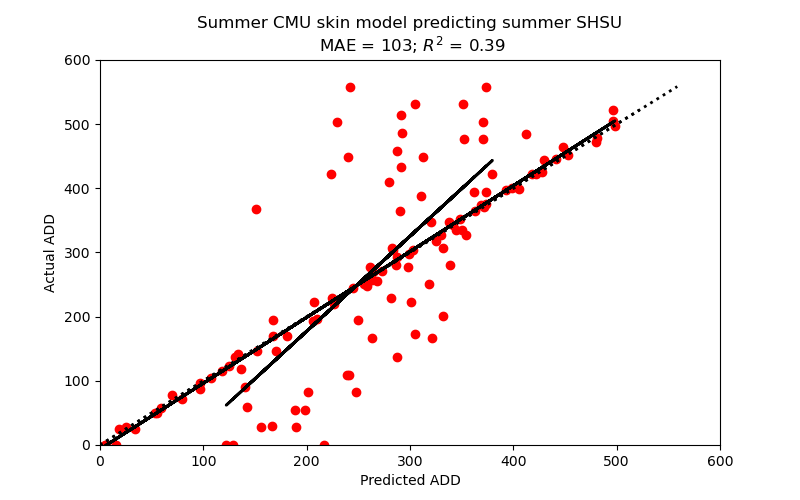 Summer CMU skin model predicting summer SHSU
MAE = 103; R² = 0.39
600
500
400
300
200
100
0
Actual ADD
0 100 200 300 400 500 600
Predicted ADD